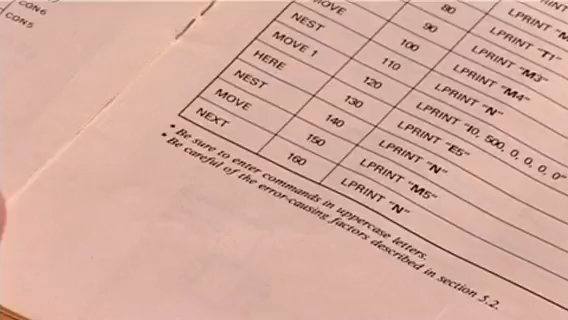 CON6
CON5
LPRINT
LPRINT "M
80 LPRINT "T1"
90 LPRINT "M3"
MOVE 100 LPRINT "M4"
NEST 110 LPRINT "N"
MOVE 1 120 LPRINT "10, 500, 0, 0, 0, 0"
HERE 130 LPRINT "E5"
NEST 140 LPRINT "N"
MOVE 150 LPRINT "M5"
NEXT 160 LPRINT "N"
• Be sure to enter commands in uppercase letters.
• Be careful of the error-causing factors described in section 5.2.